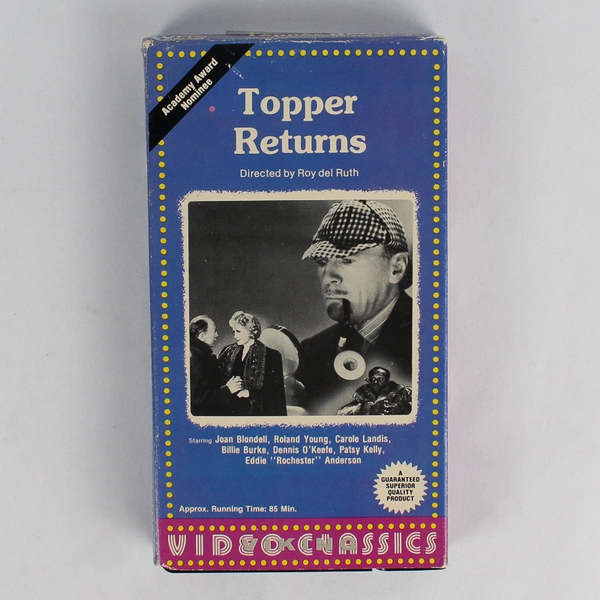 Academy Award
Nominee
Topper
Returns
Directed by Roy del Ruth
Starring Joan Blondell, Roland Young, Carole Landis,
Billie Burke, Dennis O'Keefe, Patsy Kelly,
Eddie "Rochester" Anderson
A
GUARANTEED
SUPERIOR
QUALITY
PRODUCT
Approx. Running Time: 85 Min.
VIDEO CLASSICS